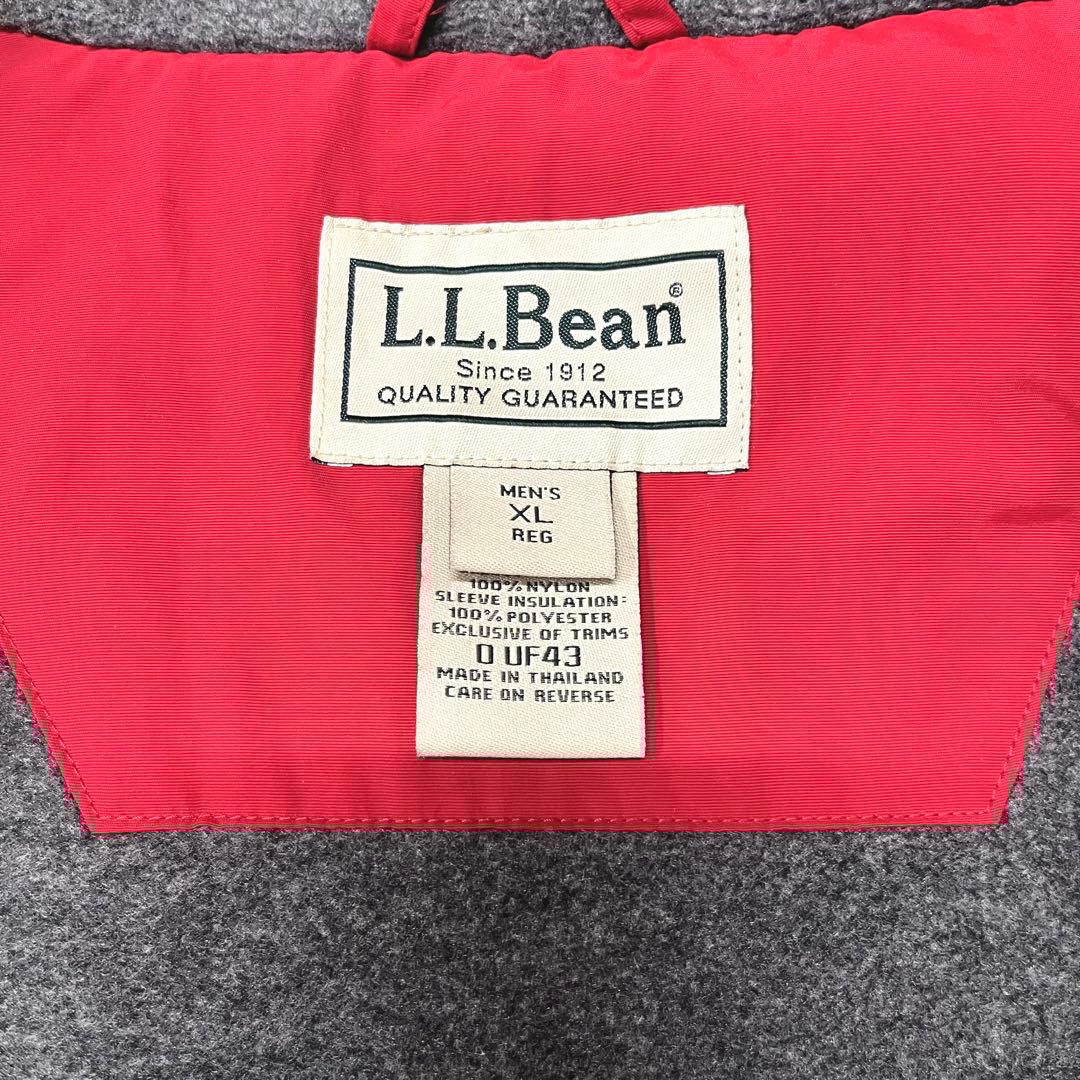 L.L.Bean®
Since 1912
QUALITY GUARANTEED
MEN'S
XL
REG
100% NYLON
SLEEVE INSULATION:
100% POLYESTER
EXCLUSIVE OF TRIMS
0 UF43
MADE IN THAILAND
CARE ON REVERSE